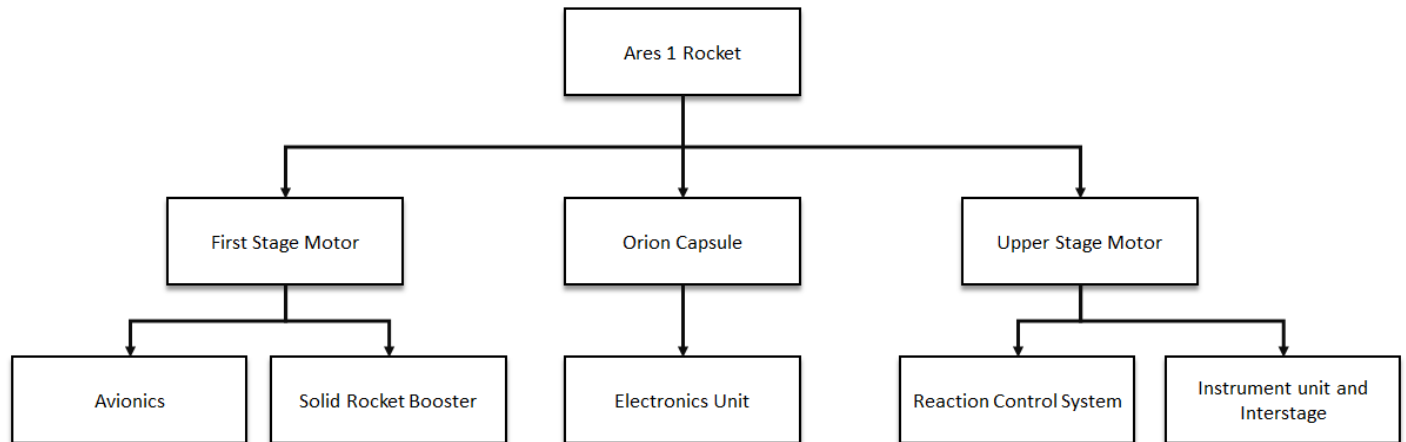 Ares 1 Rocket
First Stage Motor
Orion Capsule
Upper Stage Motor
Avionics
Solid Rocket Booster
Electronics Unit
Reaction Control System
Instrument unit and
Interstage